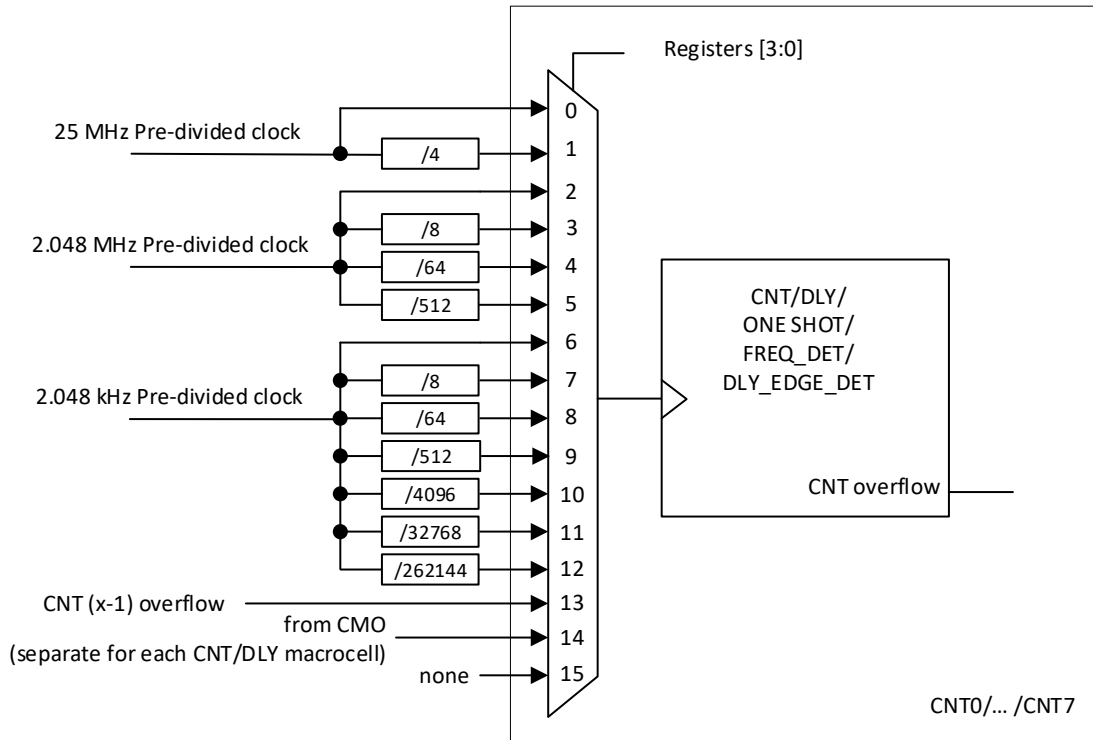 Registers [3:0]
25 MHz Pre-divided clock
0
/4
1
2
2.048 MHz Pre-divided clock
/8
3
/64
4
/512
5
6
2.048 kHz Pre-divided clock
/8
7
/64
8
/512
9
/4096
10
/32768
11
/262144
12
CNT (x-1) overflow
13
from CMO
(separate for each CNT/DLY macrocell)
14
none
15
CNT/DLY/
ONE SHOT/
FREQ_DET/
DLY_EDGE_DET
CNT overflow
CNT0/... /CNT7